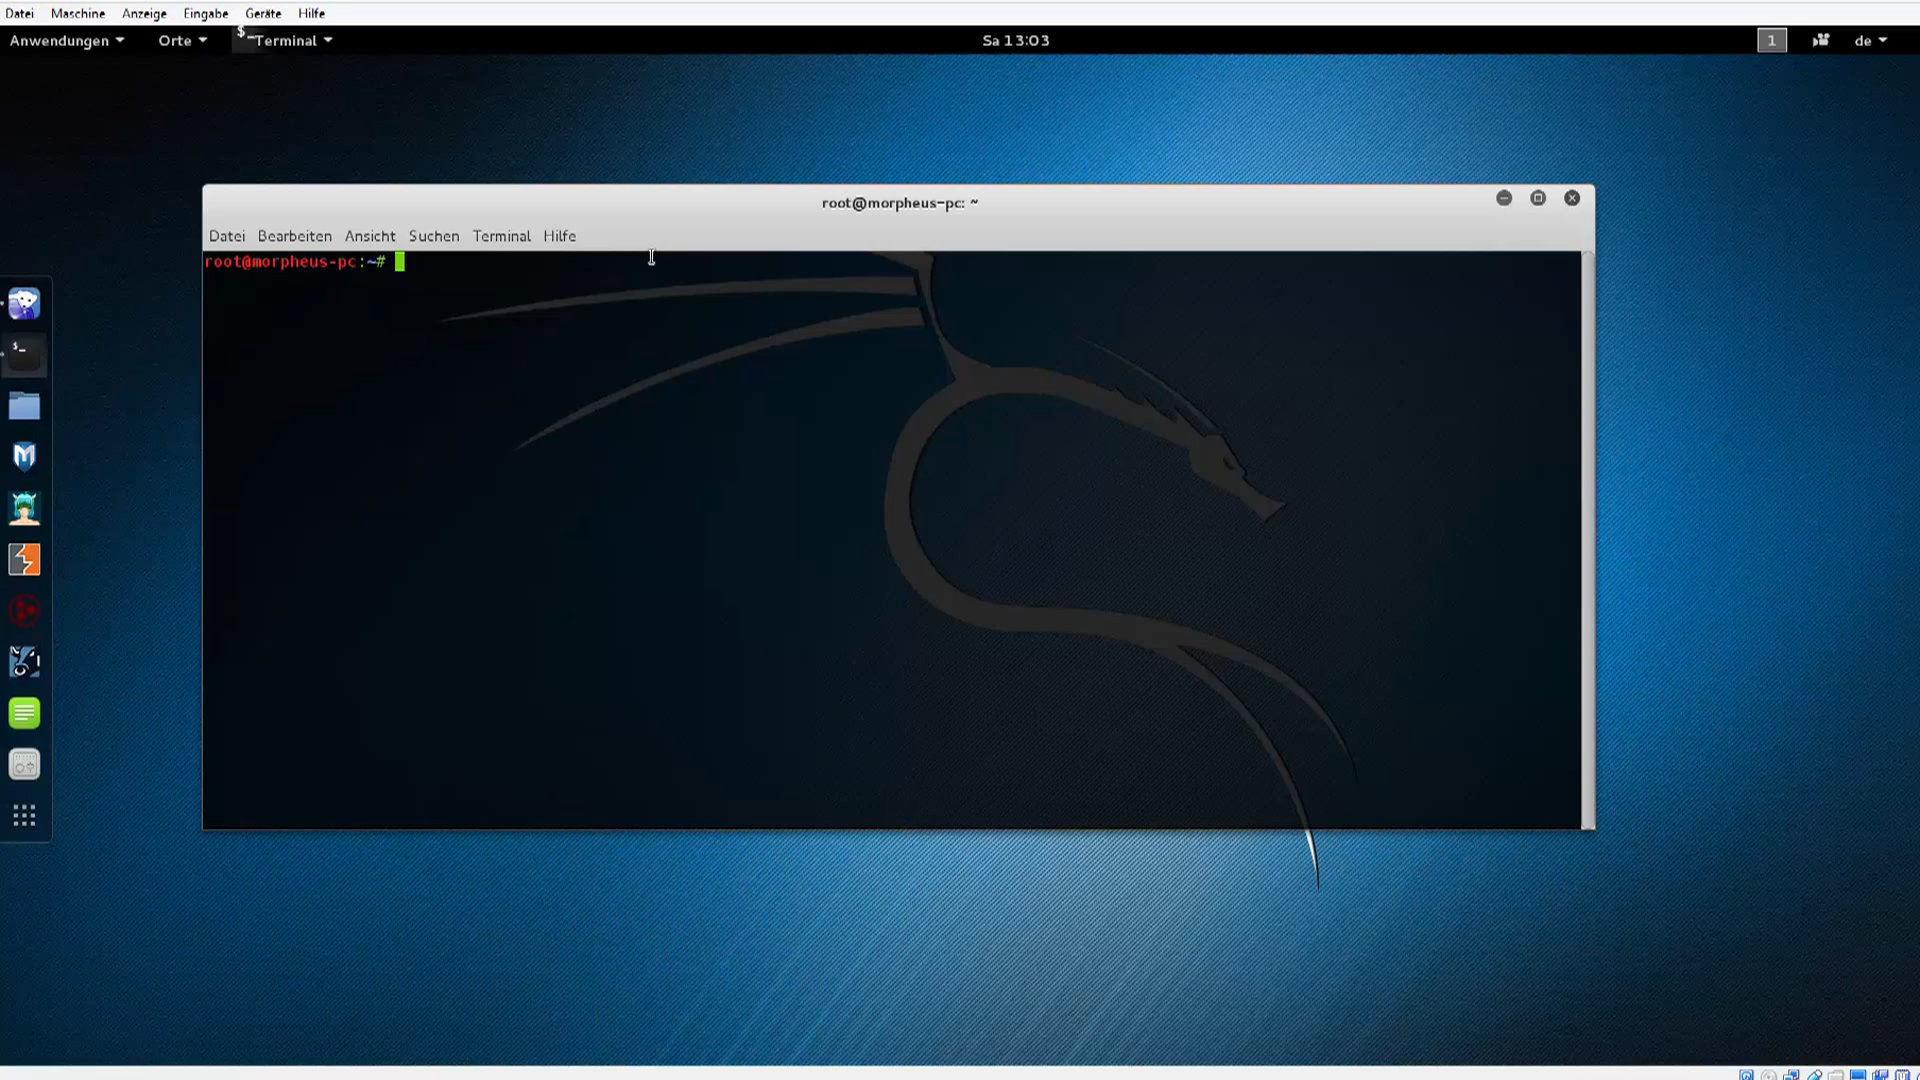 Datei Maschine Anzeige Eingabe Geräte Hilfe
Anwendungen Orte $_ Terminal Sa 13:03 1 de
root@morpheus-pc: ~
Datei Bearbeiten Ansicht Suchen Terminal Hilfe
root@morpheus-pc:~#
$_